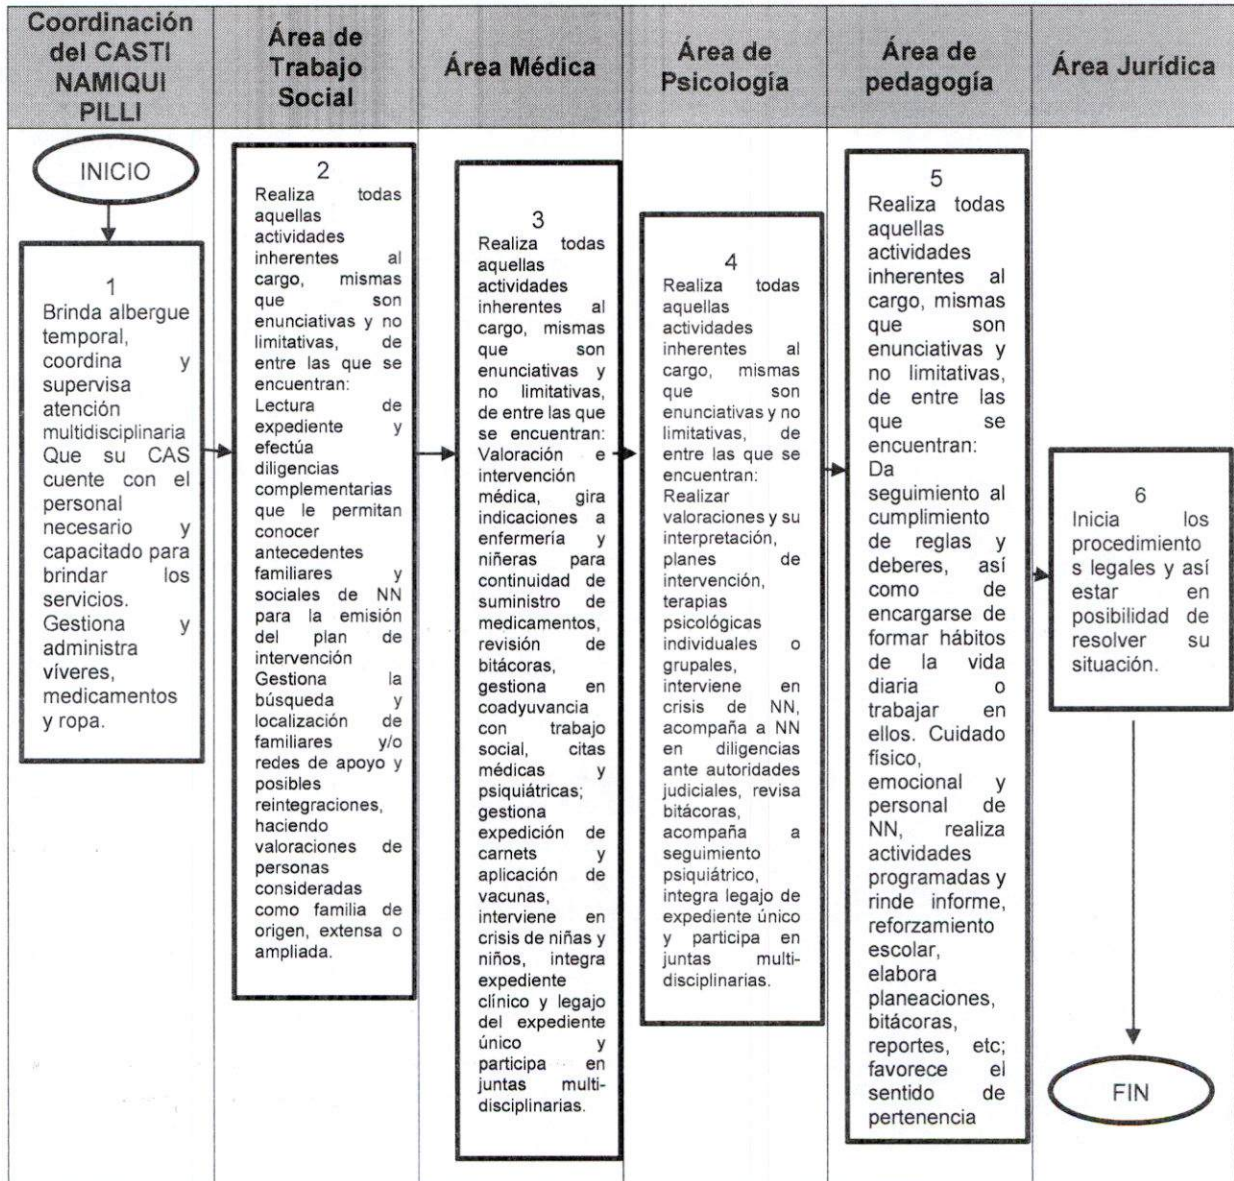 Coordinación
del CASTI
NAMIQUI
PILLI
Área de
Trabajo
Social
Área Médica
Área de
Psicología
Área de
pedagogía
Área Jurídica
INICIO
1
Brinda albergue
temporal,
coordina y
supervisa
atención
multidisciplinaria
Que su CAS
cuente con el
personal
necesario y
capacitado para
brindar los
servicios.
Gestiona y
administra
víveres,
medicamentos
y ropa.
2
Realiza todas
aquellas
actividades
inherentes al
cargo, mismas
que son
enunciativas y no
limitativas, de
entre las que se
encuentran:
Lectura de
expediente y
efectúa
diligencias
complementarias
que le permitan
conocer
antecedentes
familiares y
sociales de NN
para la emisión
del plan de
intervención
Gestiona la
búsqueda y
localización de
familiares y/o
redes de apoyo y
posibles
reintegraciones,
haciendo
valoraciones de
personas
consideradas
como familia de
origen, extensa o
ampliada.
3
Realiza todas
aquellas
actividades
inherentes al
cargo, mismas
que son
enunciativas y
no limitativas,
de entre las que
se encuentran:
Valoración e
intervención
médica, gira
indicaciones a
enfermería y
niñeras para
continuidad de
suministro de
medicamentos,
revisión de
bitácoras,
gestiona en
coadyuvancia
con trabajo
social, citas
médicas y
psiquiátricas;
gestiona
expedición de
carnets y
aplicación de
vacunas,
interviene en
crisis de niñas y
niños, integra
expediente
clínico y legajo
del expediente
único y
participa en
juntas multi-
disciplinarias.
4
Realiza todas
aquellas
actividades
inherentes al
cargo, mismas
que son
enunciativas y no
limitativas, de
entre las que se
encuentran:
Realizar
valoraciones y su
interpretación,
planes de
intervención,
terapias
psicológicas
individuales o
grupales,
interviene en
crisis de NN,
acompaña a NN
en diligencias
ante autoridades
judiciales, revisa
bitácoras,
acompaña a
seguimiento
psiquiátrico,
integra legajo de
expediente único
y participa en
juntas multi-
disciplinarias.
5
Realiza todas
aquellas
actividades
inherentes al
cargo, mismas
que son
enunciativas y
no limitativas,
de entre las
que se
encuentran:
Da
seguimiento al
cumplimiento
de reglas y
deberes, así
como de
encargarse de
formar hábitos
de la vida
diaria o
trabajar en
ellos. Cuidado
físico,
emocional y
personal de
NN, realiza
actividades
programadas y
rinde informe,
reforzamiento
escolar,
elabora
planeaciones,
bitácoras,
reportes, etc;
favorece el
sentido de
pertenencia
6
Inicia los
procedimiento
s legales y así
estar en
posibilidad de
resolver su
situación.
FIN